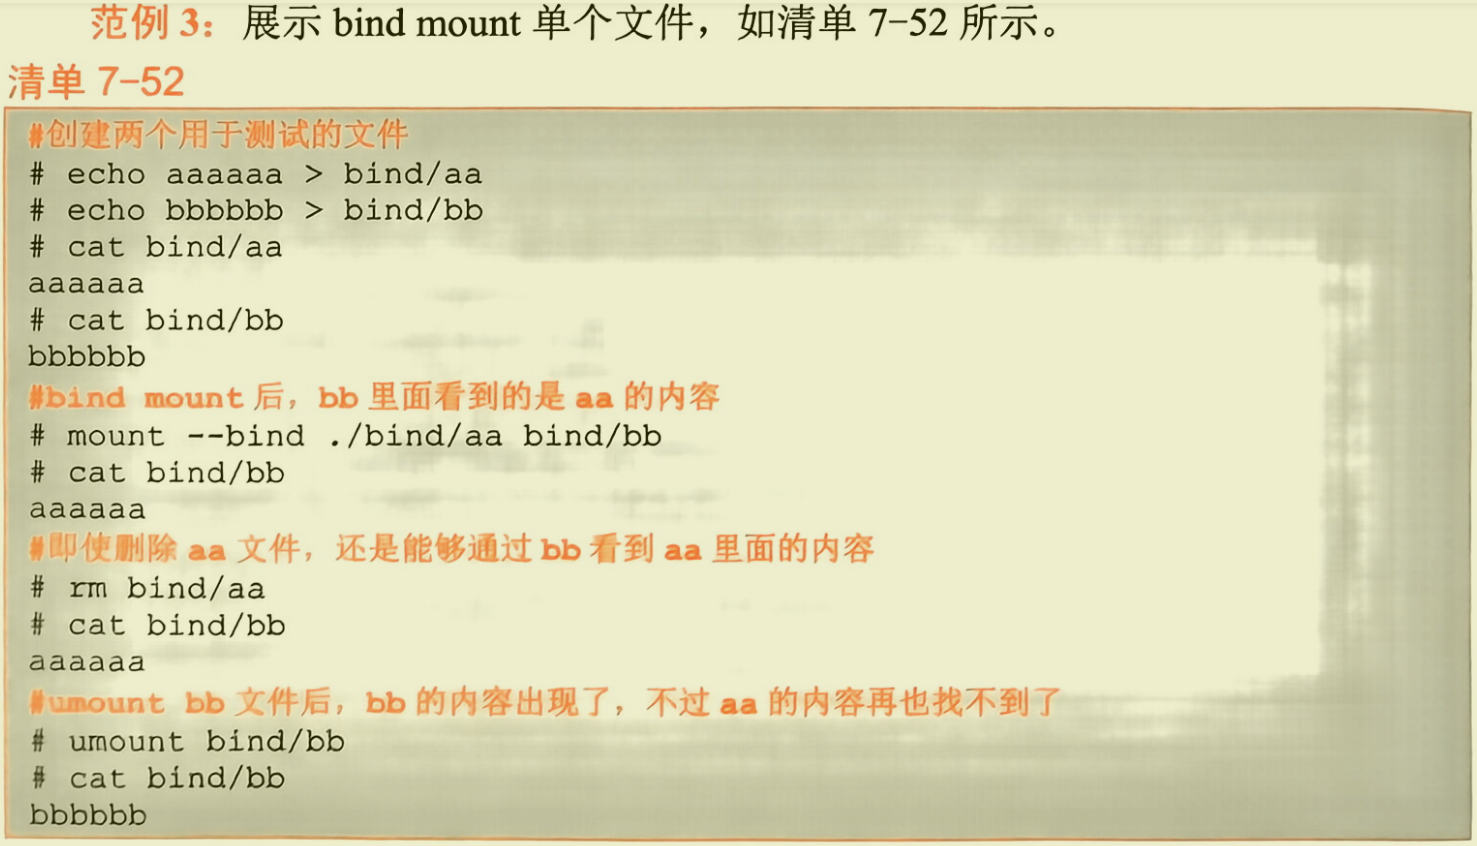 范例 3：展示 bind mount 单个文件，如清单 7-52 所示。
清单 7-52
#创建两个用于测试的文件
# echo aaaaaa > bind/aa
# echo bbbbbb > bind/bb
# cat bind/aa
aaaaaa
# cat bind/bb
bbbbbb
#bind mount 后，bb 里面看到的是 aa 的内容
# mount --bind ./bind/aa bind/bb
# cat bind/bb
aaaaaa
#即使删除 aa 文件，还是能够通过 bb 看到 aa 里面的内容
# rm bind/aa
# cat bind/bb
aaaaaa
#umount bb 文件后，bb 的内容出现了，不过 aa 的内容再也找不到了
# umount bind/bb
# cat bind/bb
bbbbbb